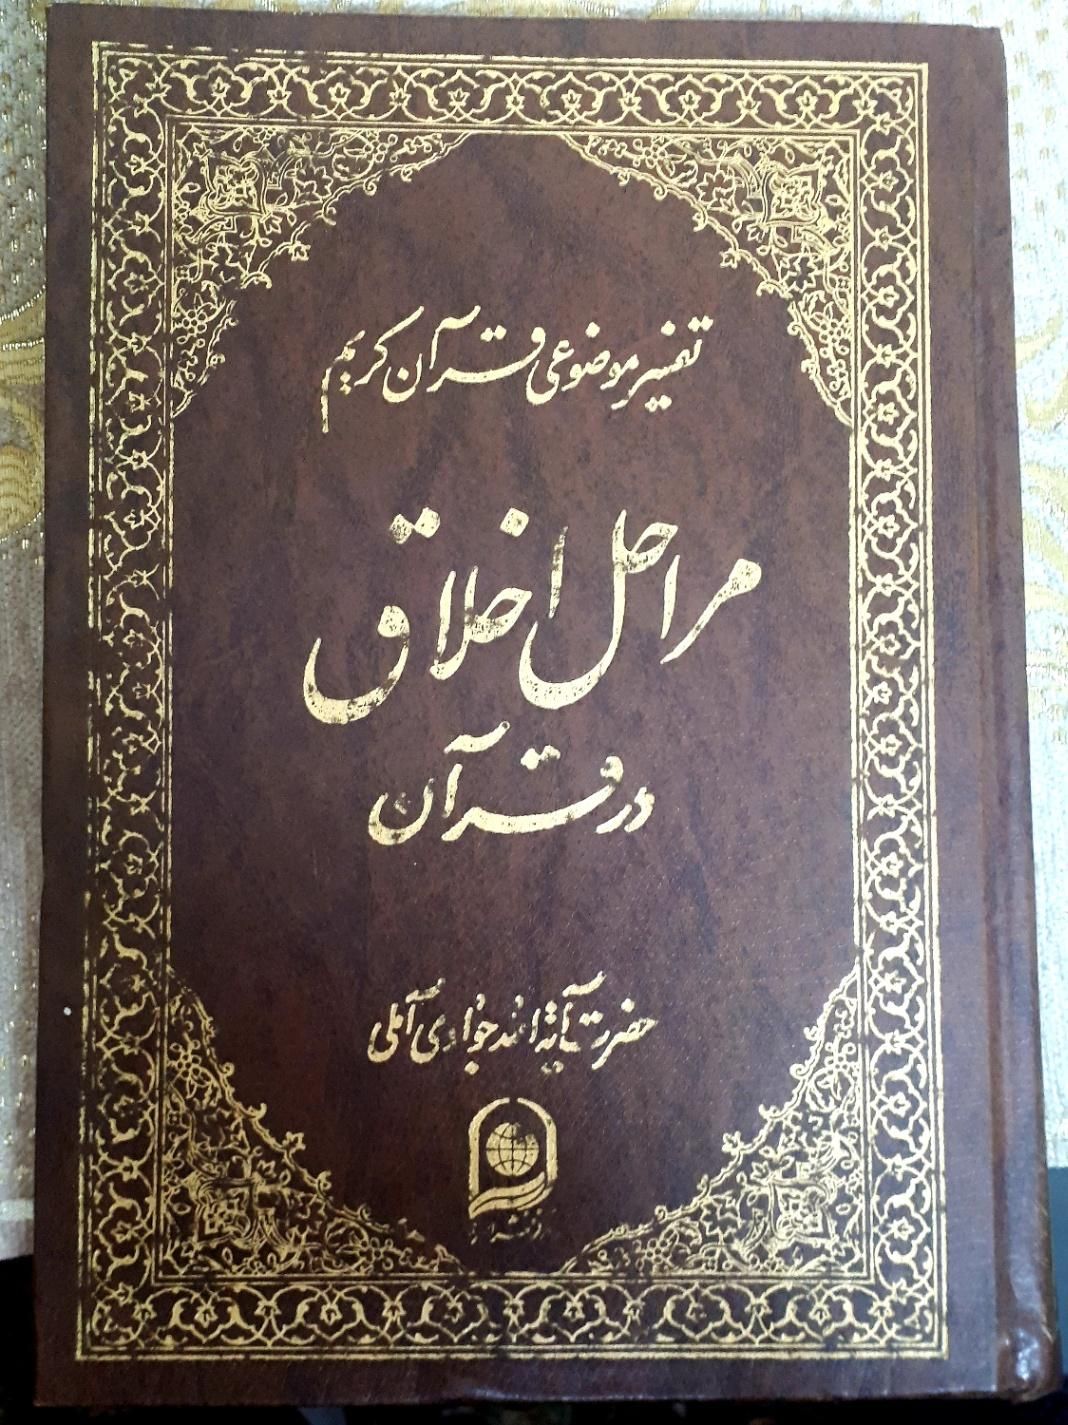 تفسیر موضوعی قرآن کریم
مراحل اخلاق
در قرآن
حضرت آیة الله جوادی آملی